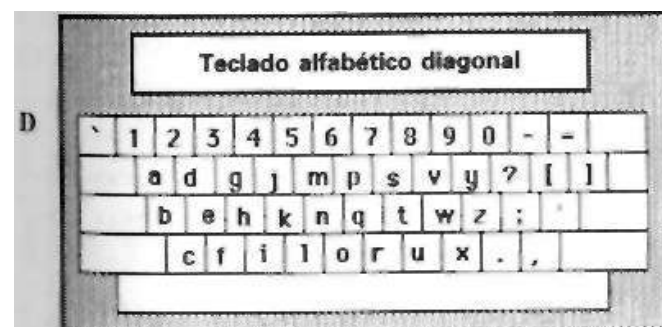 Teclado alfabético diagonal
D
` 1 2 3 4 5 6 7 8 9 0 - =
a d g j m p s v y ? [ ]
b e h k n q t w z ; '
c f i l o r u x . ,